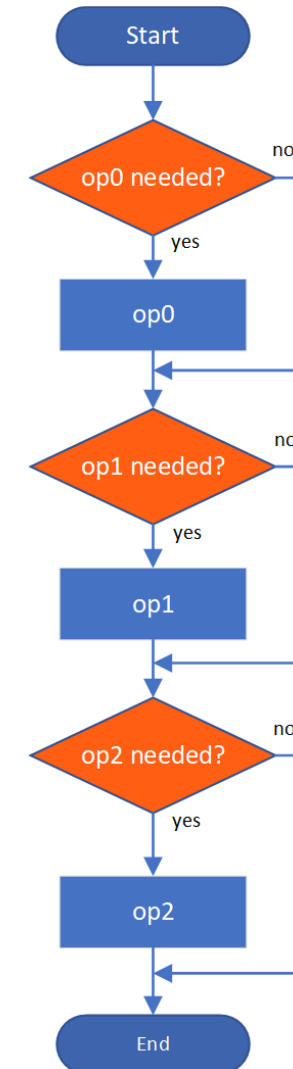 Start
no
op0 needed?
yes
op0
no
op1 needed?
yes
op1
no
op2 needed?
yes
op2
End